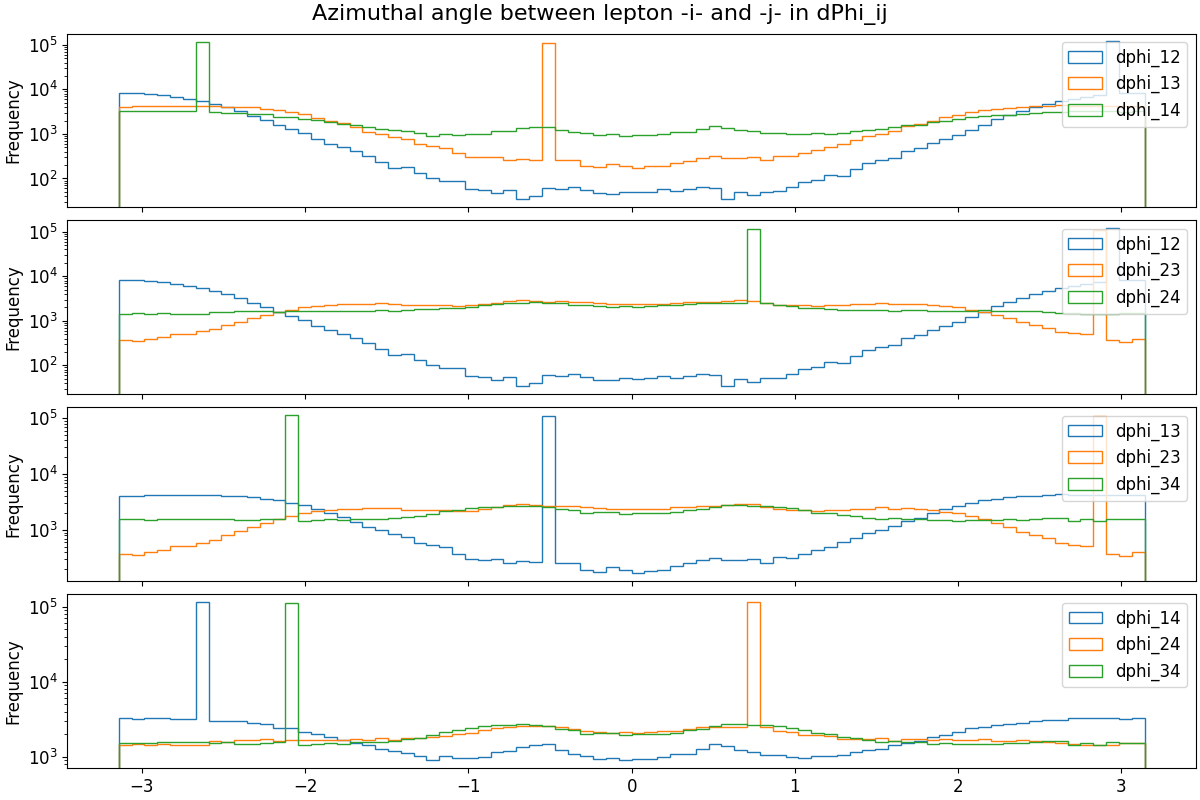 Azimuthal angle between lepton -i- and -j- in dPhi_ij
Frequency
10^5
10^4
10^3
10^2
dphi_12
dphi_13
dphi_14
Frequency
10^5
10^4
10^3
10^2
dphi_12
dphi_23
dphi_24
Frequency
10^5
10^4
10^3
dphi_13
dphi_23
dphi_34
Frequency
10^5
10^4
10^3
dphi_14
dphi_24
dphi_34
−3 −2 −1 0 1 2 3